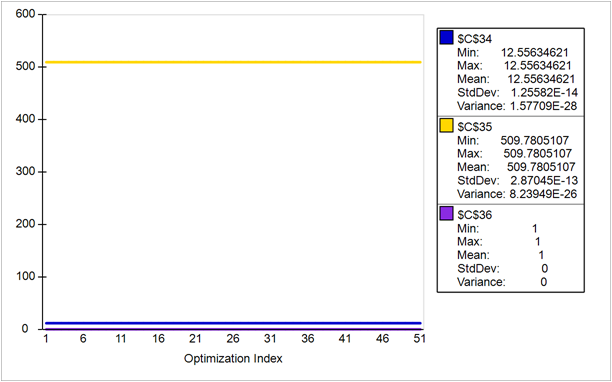 600
500
400
300
200
100
0
1 6 11 16 21 26 31 36 41 46 51
Optimization Index
$C$34
Min: 12.55634621
Max: 12.55634621
Mean: 12.55634621
StdDev: 1.25582E-14
Variance: 1.57709E-28
$C$35
Min: 509.7805107
Max: 509.7805107
Mean: 509.7805107
StdDev: 2.87045E-13
Variance: 8.23949E-26
$C$36
Min: 1
Max: 1
Mean: 1
StdDev: 0
Variance: 0